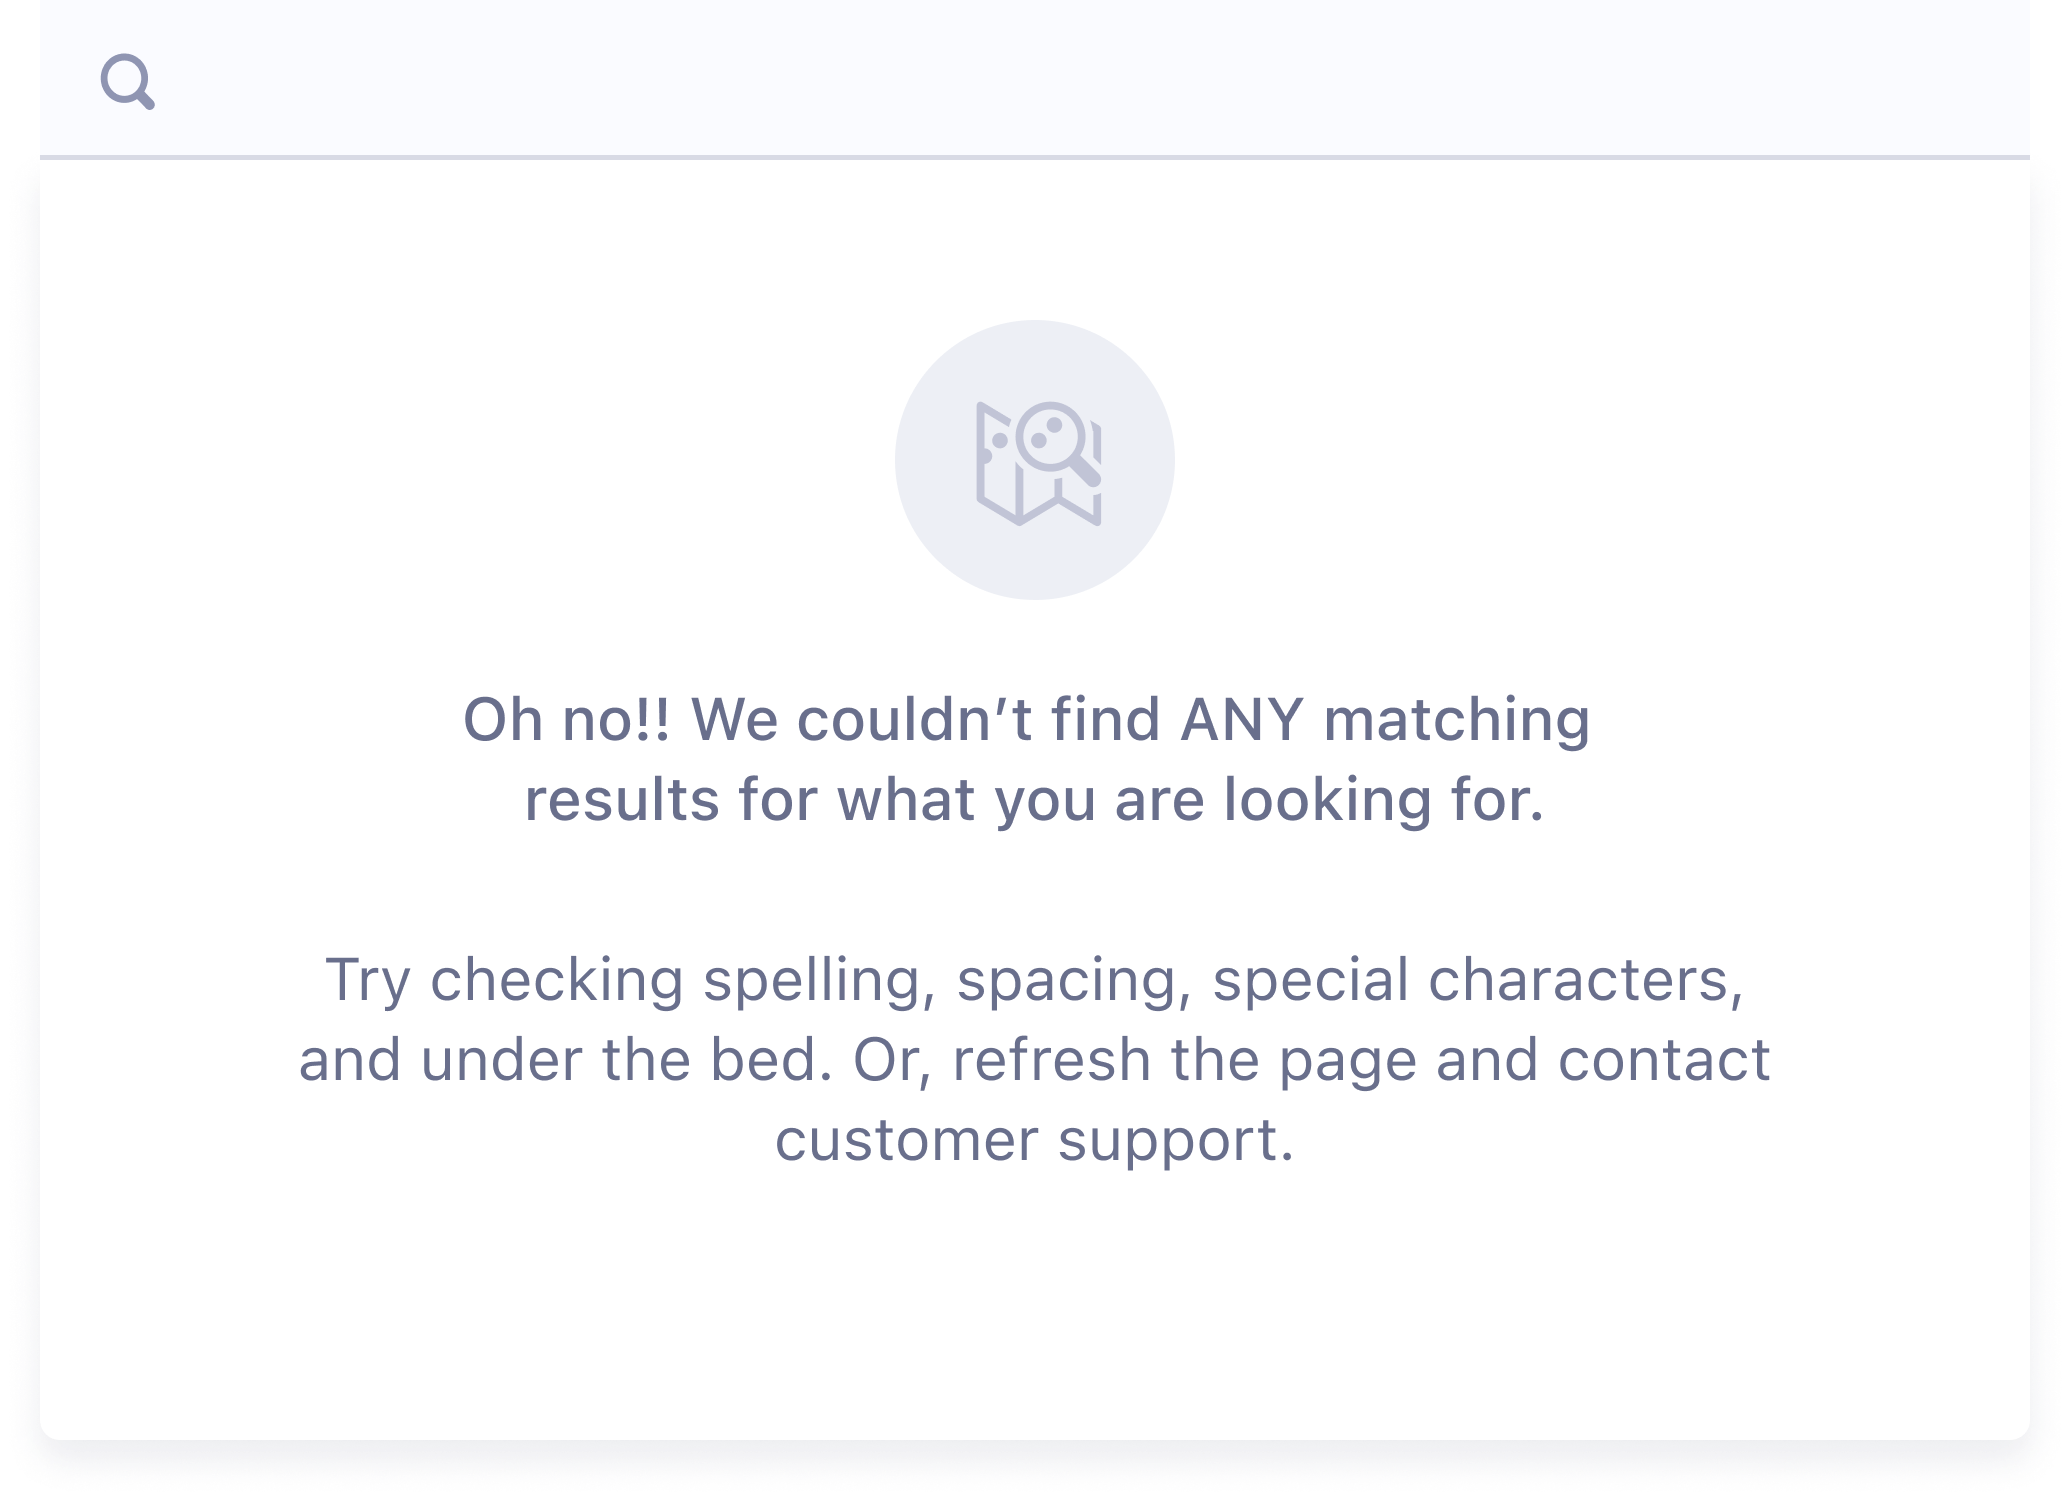 Oh no!! We couldn’t find ANY matching
results for what you are looking for.
Try checking spelling, spacing, special characters,
and under the bed. Or, refresh the page and contact
customer support.